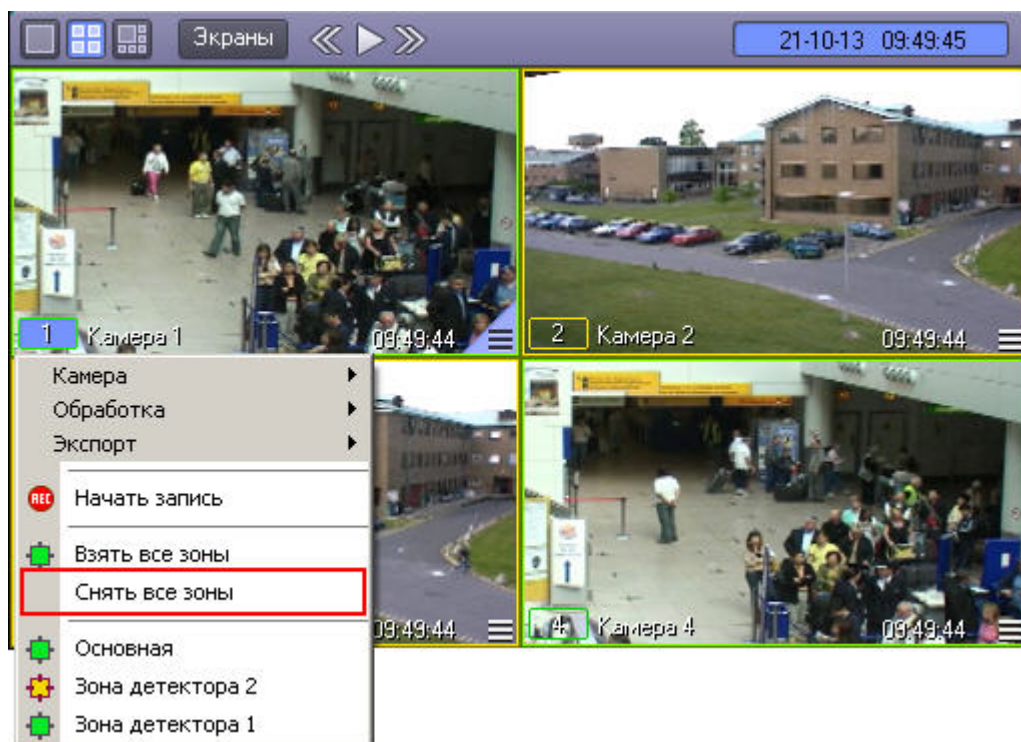 Экраны
21-10-13 09:49:45
1 Камера 1 09:49:44
2 Камера 2 09:49:44
Камера
Обработка
Экспорт
REC Начать запись
Взять все зоны
Снять все зоны
Основная
Зона детектора 2
Зона детектора 1
09:49:44
4 Камера 4 09:49:44